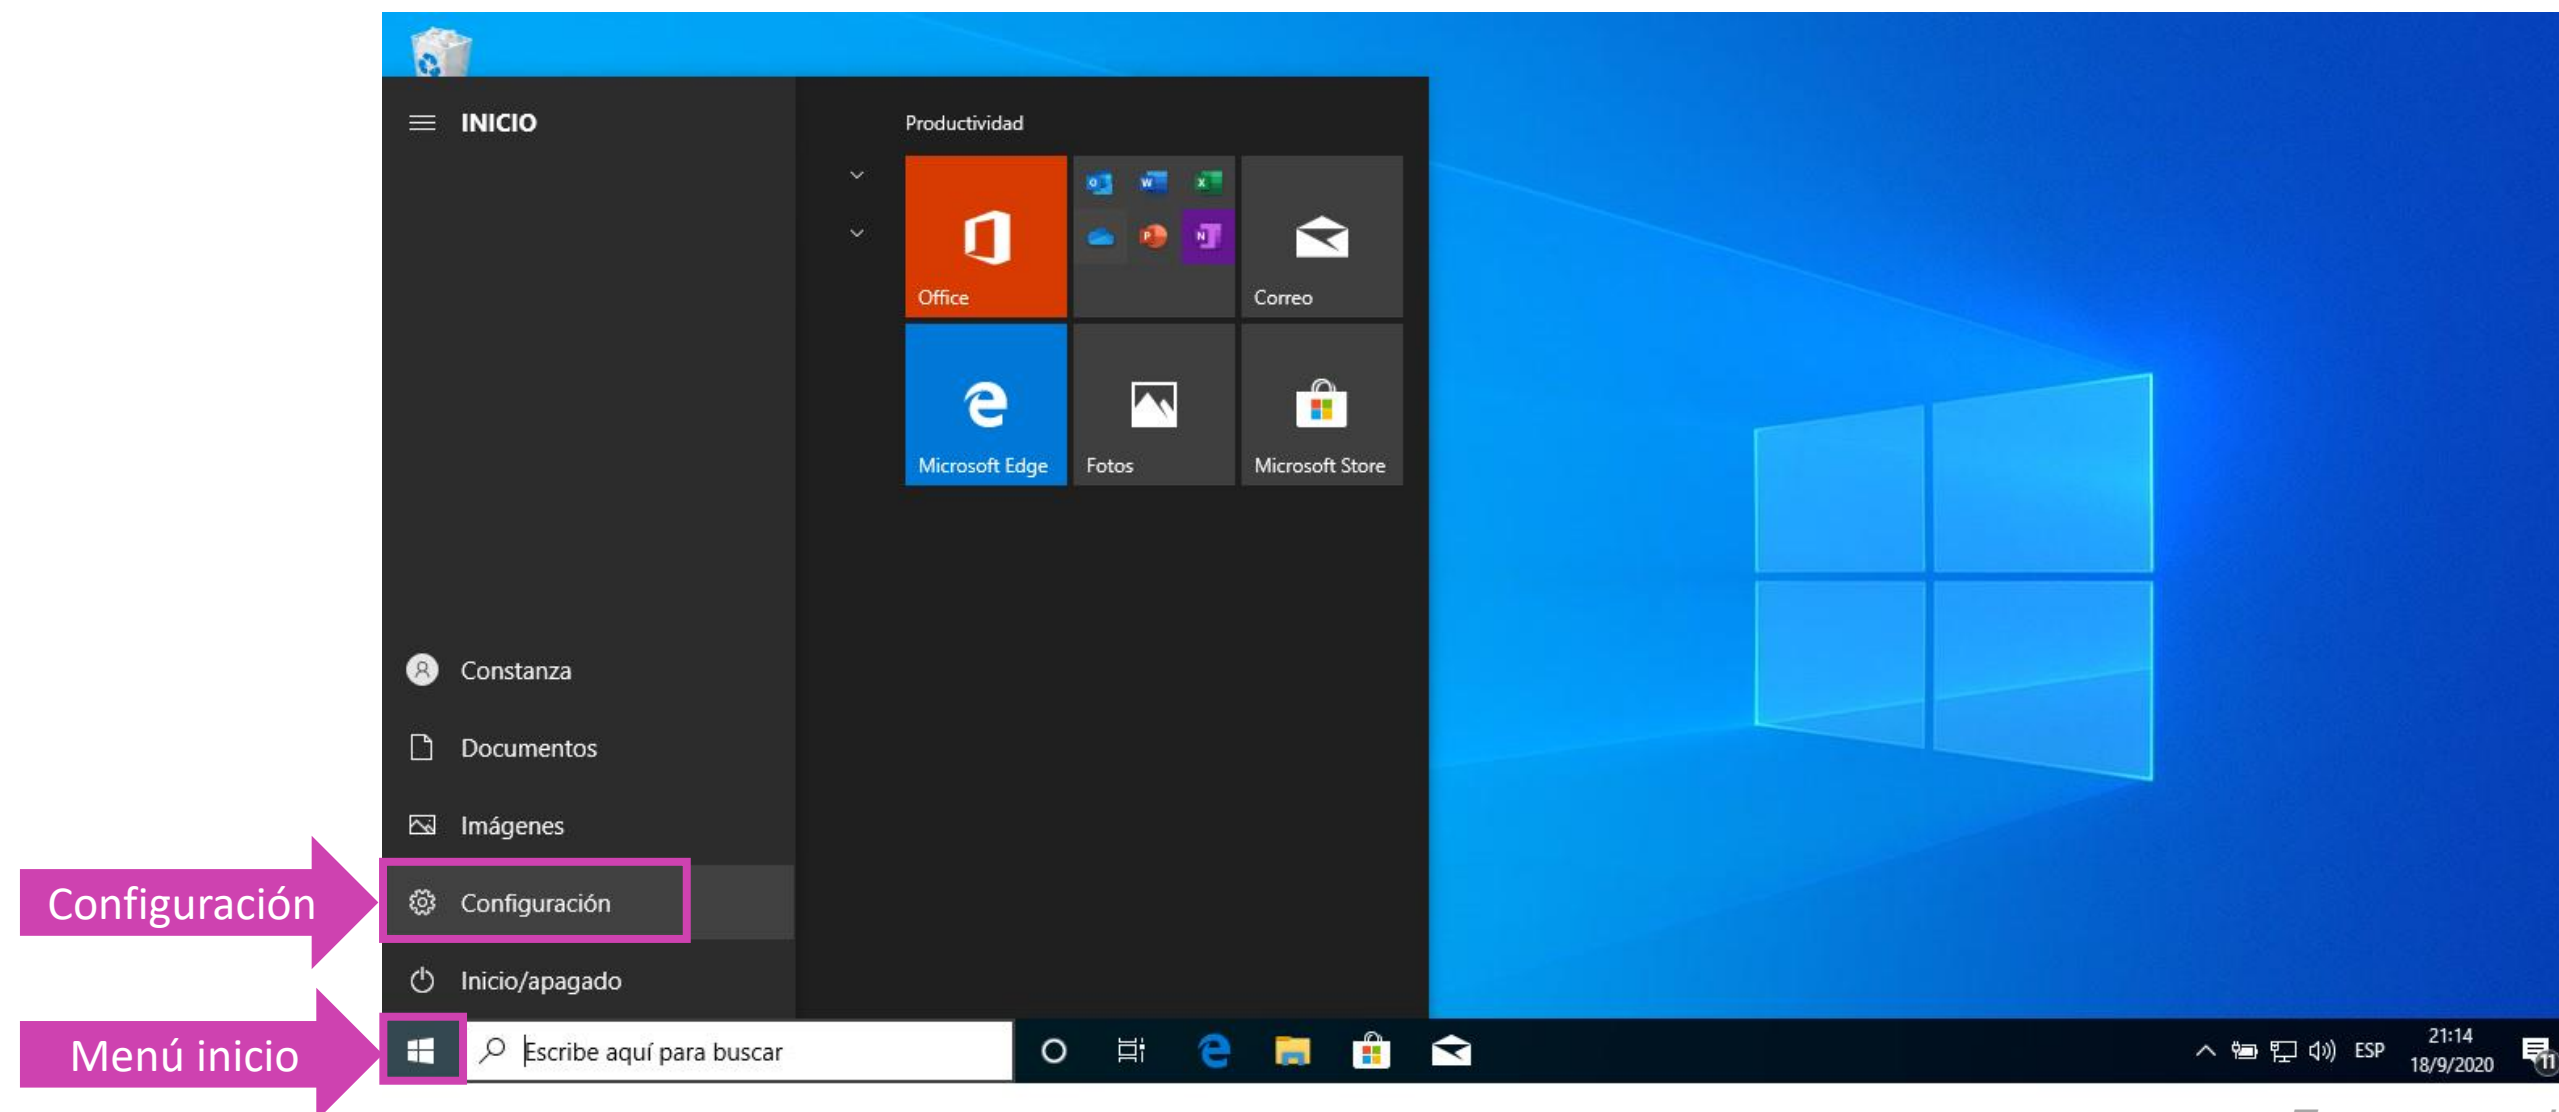 INICIO
Productividad
Office
Correo
Microsoft Edge
Fotos
Microsoft Store
Constanza
Documentos
Imágenes
Configuración
Configuración
Inicio/apagado
Menú inicio
Escribe aquí para buscar
ESP
21:14
18/9/2020
11